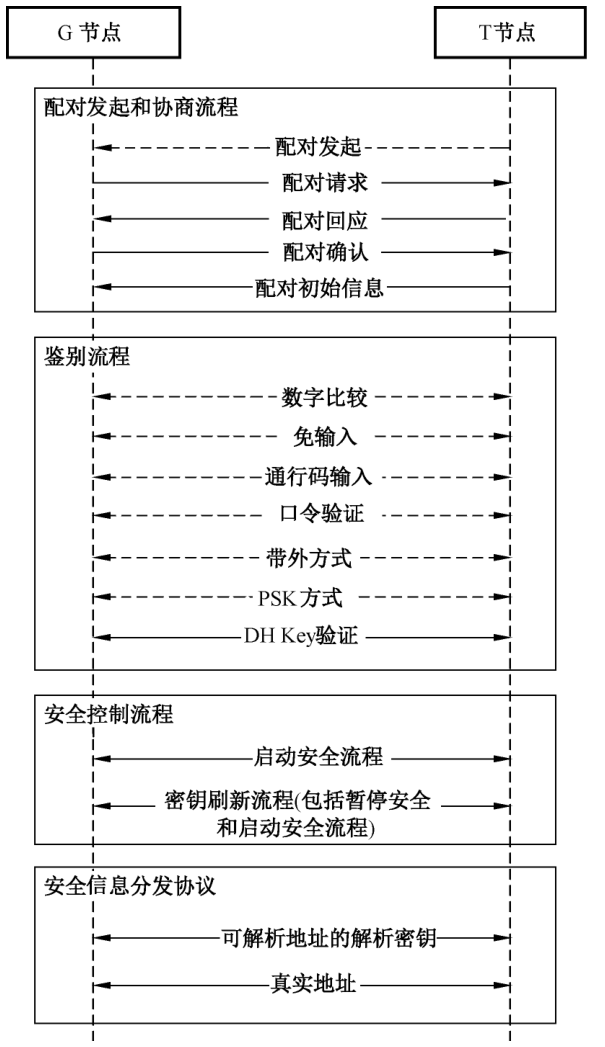 G 节点
T节点
配对发起和协商流程
配对发起
配对请求
配对回应
配对确认
配对初始信息
鉴别流程
数字比较
免输入
通行码输入
口令验证
带外方式
PSK方式
DH Key验证
安全控制流程
启动安全流程
密钥刷新流程(包括暂停安全
和启动安全流程)
安全信息分发协议
可解析地址的解析密钥
真实地址